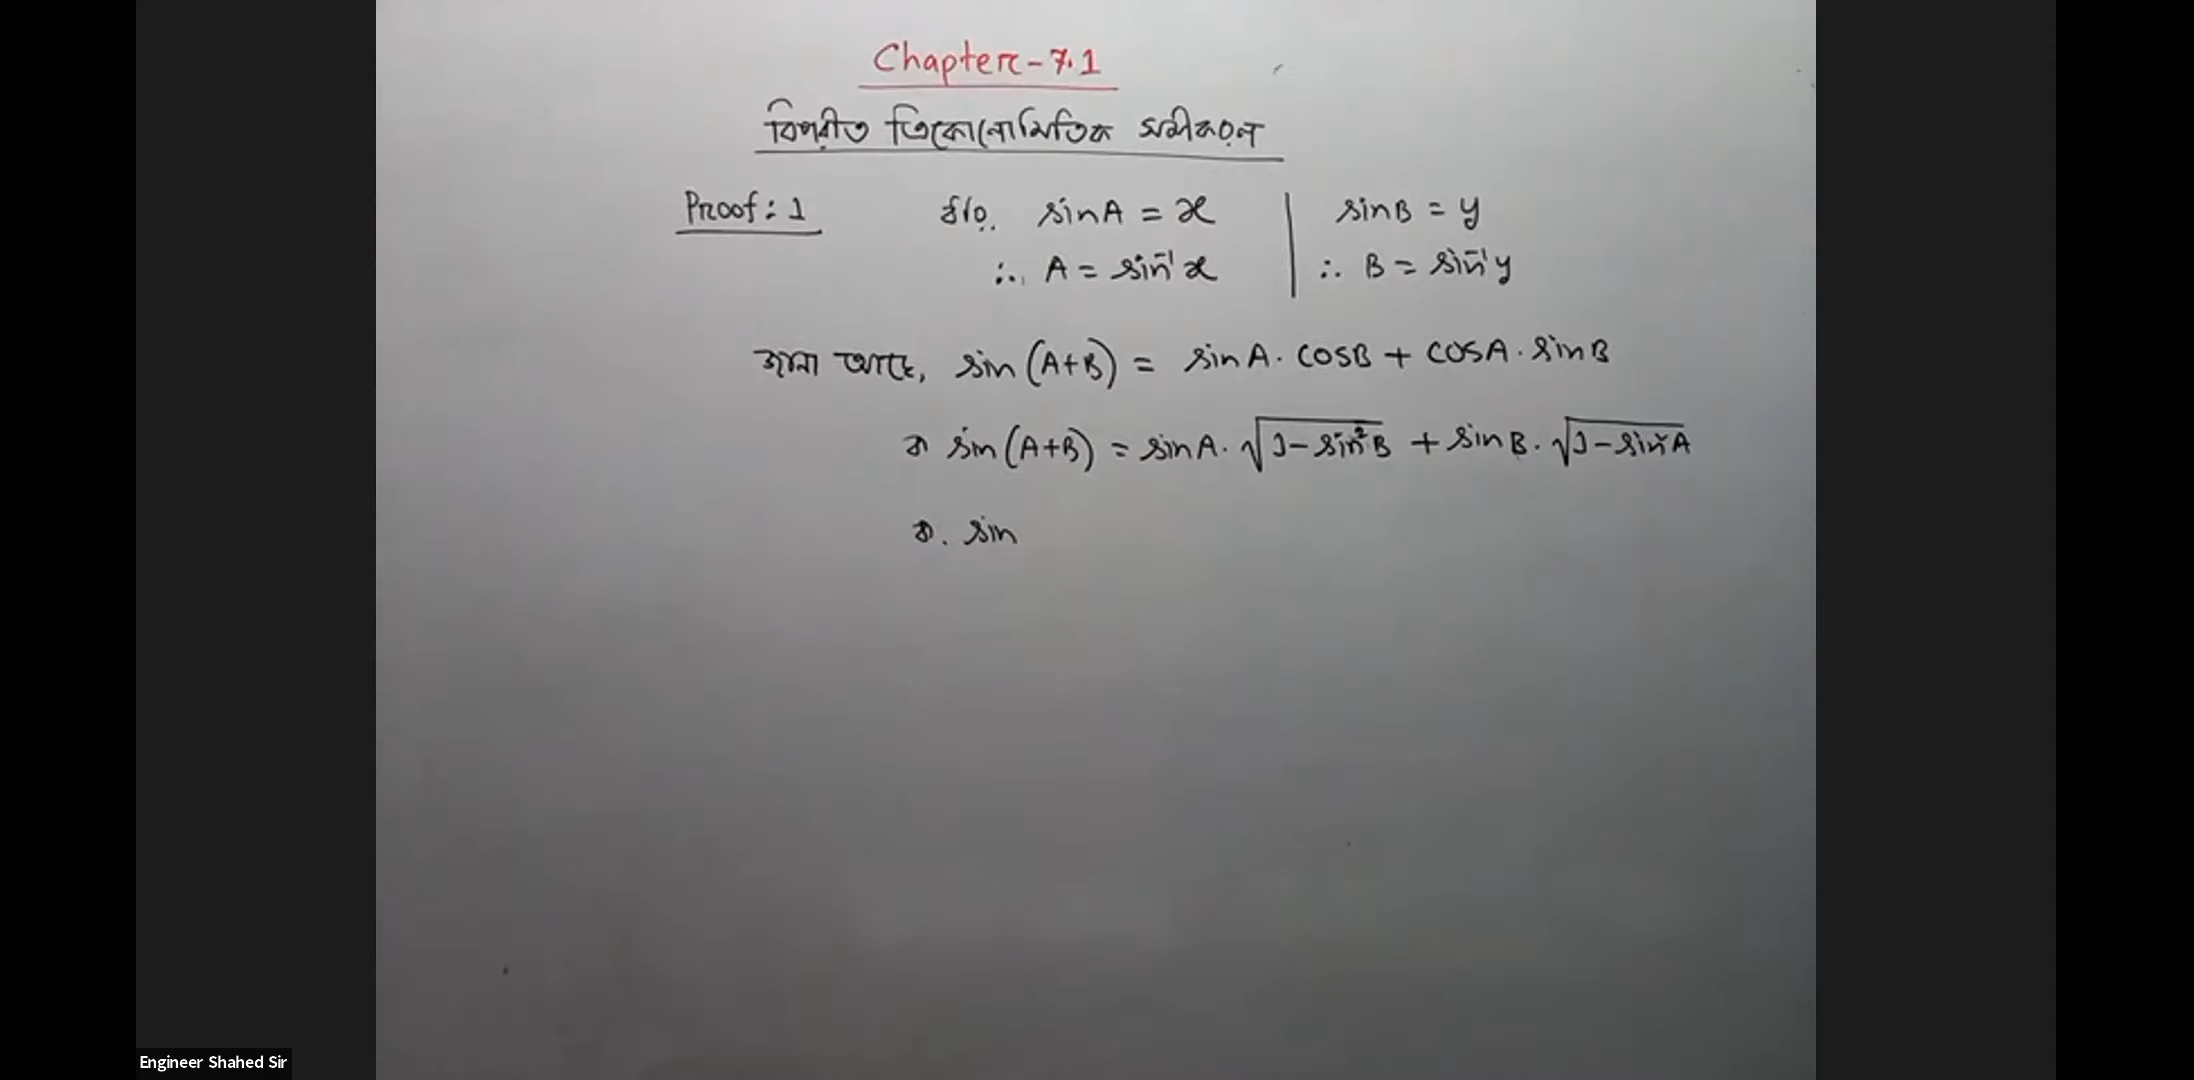 Chapter-7.1
বিপরীত ত্রিকোনোমিতিক সমীকরণ
Proof: 1 ধরি, sinA = x | sinB = y
∴ A = sin⁻¹x | ∴ B = sin⁻¹y
জানা আছে, sin(A+B) = sinA. cosB + cosA. sinB
বা sin(A+B) = sinA. √1-sin²B + sinB. √1-sin²A
বা. sin
Engineer Shahed Sir